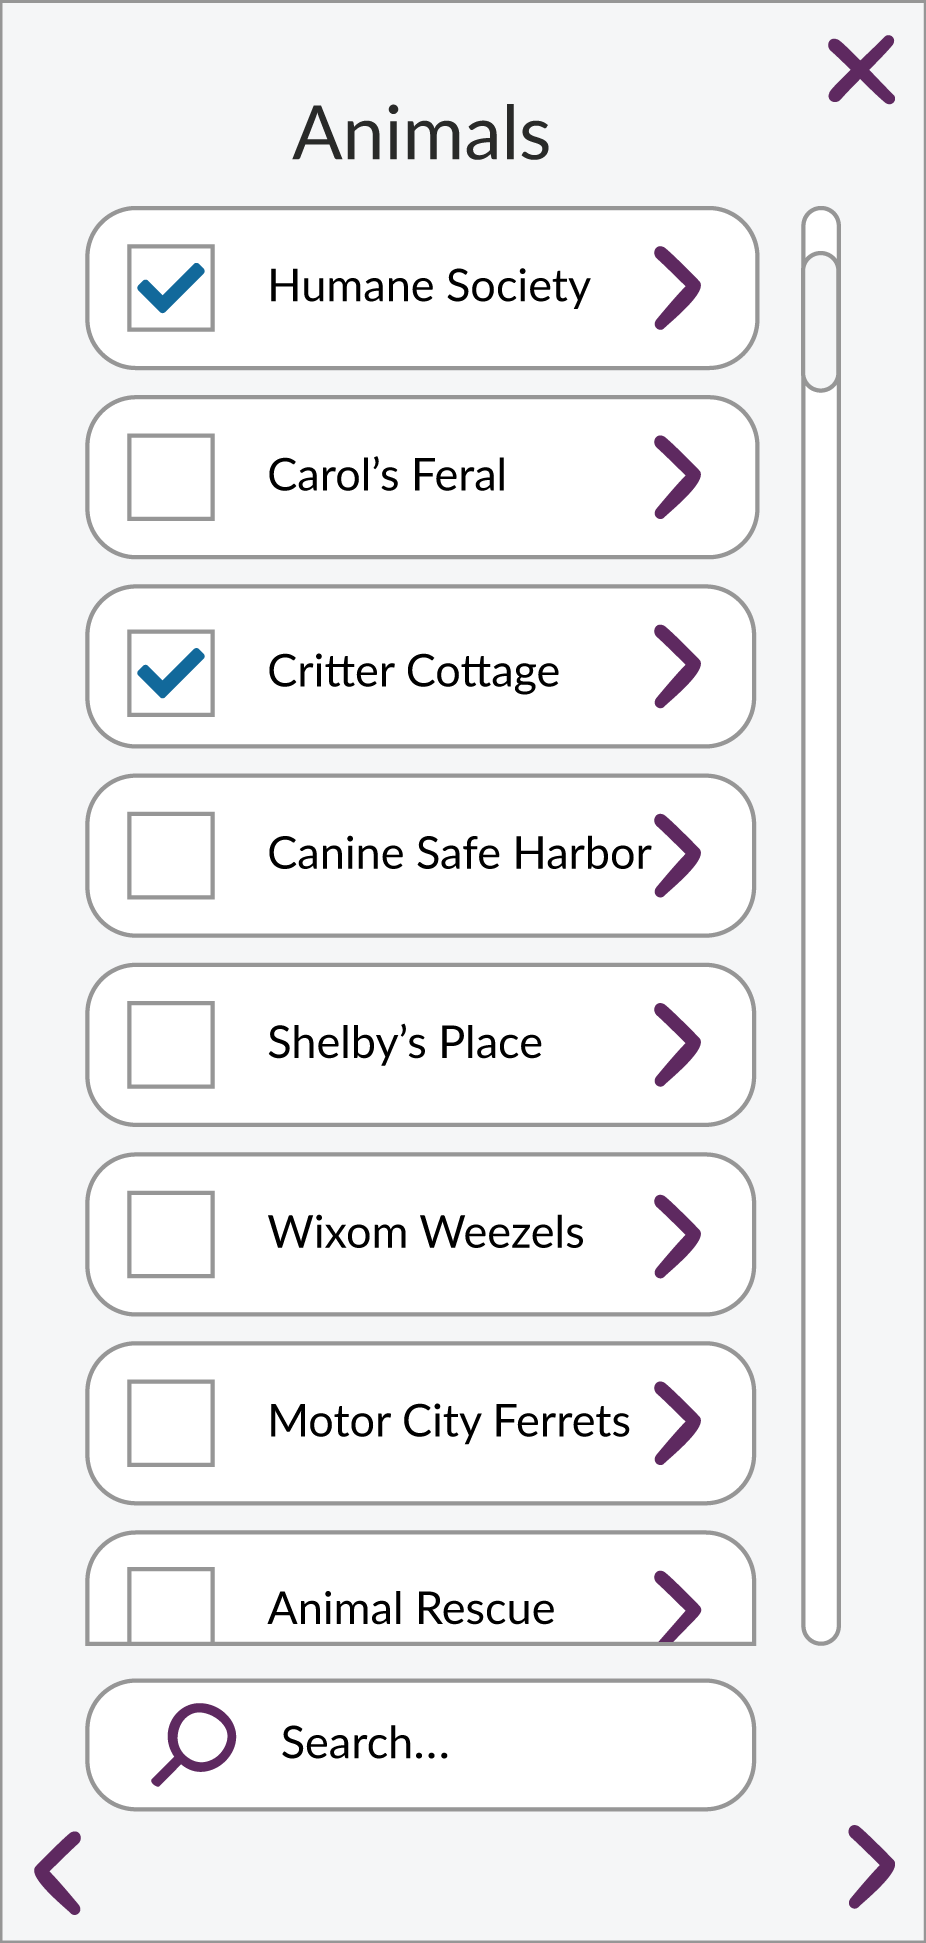 Animals
Humane Society
Carol’s Feral
Critter Cottage
Canine Safe Harbor
Shelby’s Place
Wixom Weezels
Motor City Ferrets
Animal Rescue
Search...